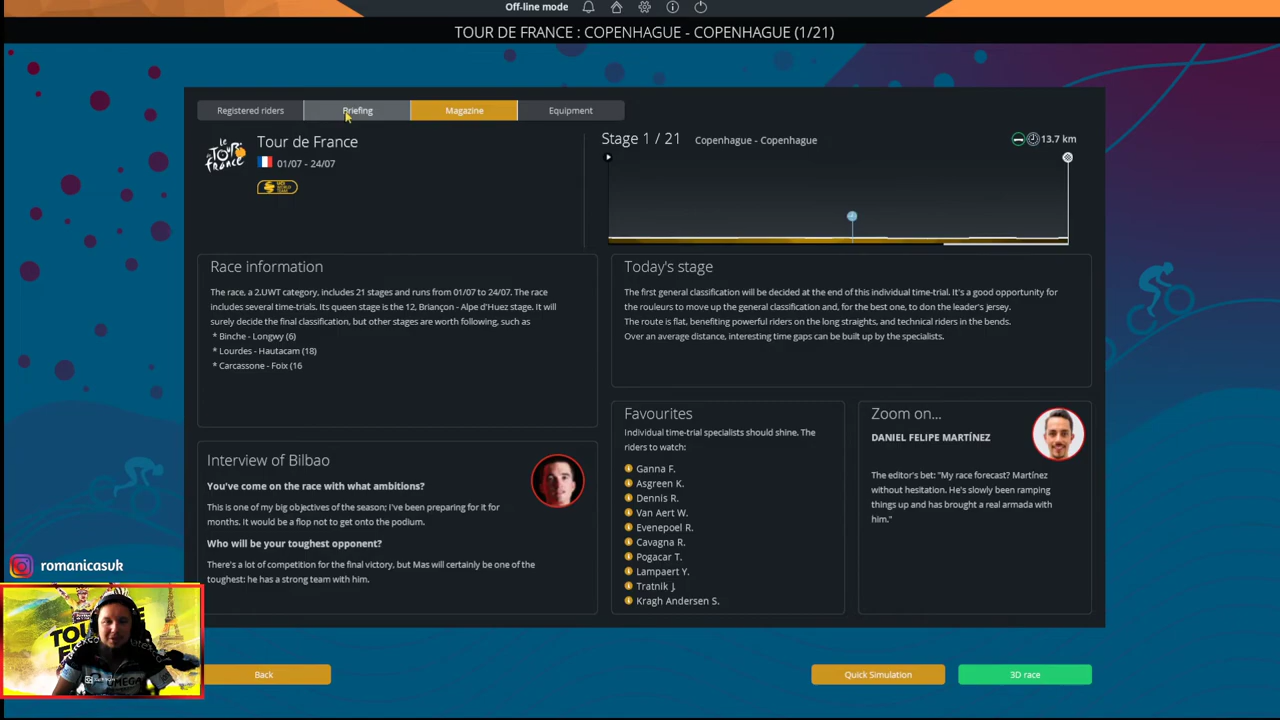 Off-line mode
TOUR DE FRANCE : COPENHAGUE - COPENHAGUE (1/21)
Registered riders
Briefing
Magazine
Equipment
le TOUR de FRANCE
Tour de France
01/07 - 24/07
UCI WORLD TEAM
Stage 1 / 21 Copenhague - Copenhague
13.7 km
Race information
The race, a 2.UWT category, includes 21 stages and runs from 01/07 to 24/07. The race
includes several time-trials. Its queen stage is the 12, Briançon - Alpe d'Huez stage. It will
surely decide the final classification, but other stages are worth following, such as
* Binche - Longwy (6)
* Lourdes - Hautacam (18)
* Carcassone - Foix (16
Today's stage
The first general classification will be decided at the end of this individual time-trial. It's a good opportunity for
the rouleurs to move up the general classification and, for the best one, to don the leader's jersey.
The route is flat, benefiting powerful riders on the long straights, and technical riders in the bends.
Over an average distance, interesting time gaps can be built up by the specialists.
Interview of Bilbao
You've come on the race with what ambitions?
This is one of my big objectives of the season; I've been preparing for it for
months. It would be a flop not to get onto the podium.
Who will be your toughest opponent?
There's a lot of competition for the final victory, but Mas will certainly be one of the
toughest: he has a strong team with him.
Favourites
Individual time-trial specialists should shine. The
riders to watch:
Ganna F.
Asgreen K.
Dennis R.
Van Aert W.
Evenepoel R.
Cavagna R.
Pogacar T.
Lampaert Y.
Tratnik J.
Kragh Andersen S.
Zoom on...
DANIEL FELIPE MARTÍNEZ
The editor's bet: "My race forecast? Martínez
without hesitation. He's slowly been ramping
things up and has brought a real armada with
him."
romanicasuk
Back
Quick Simulation
3D race